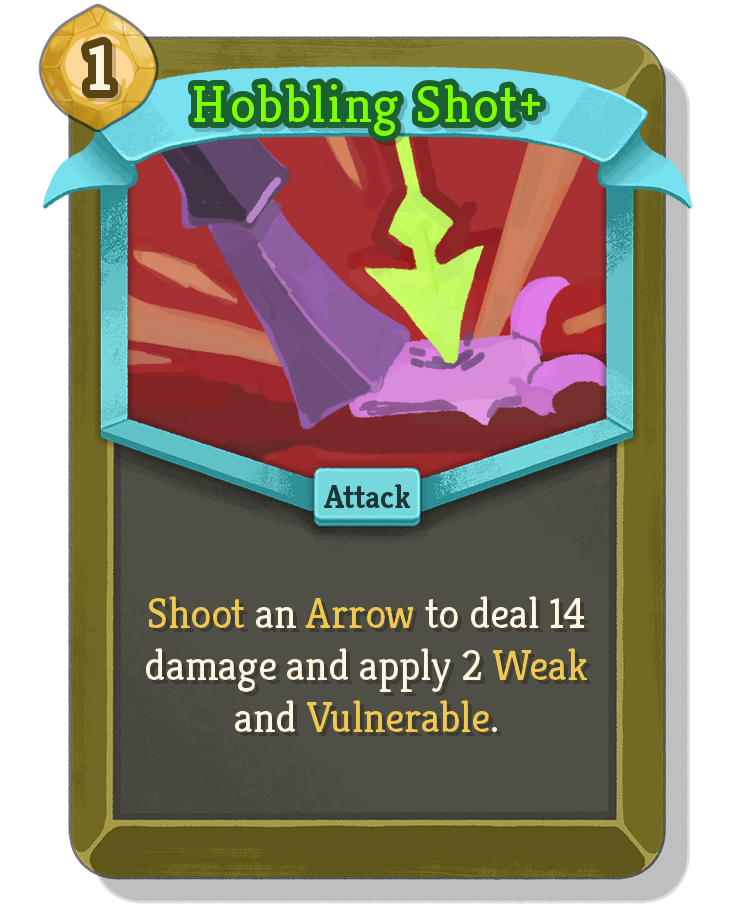 1
Hobbling Shot+
Attack
Shoot an Arrow to deal 14
damage and apply 2 Weak
and Vulnerable.